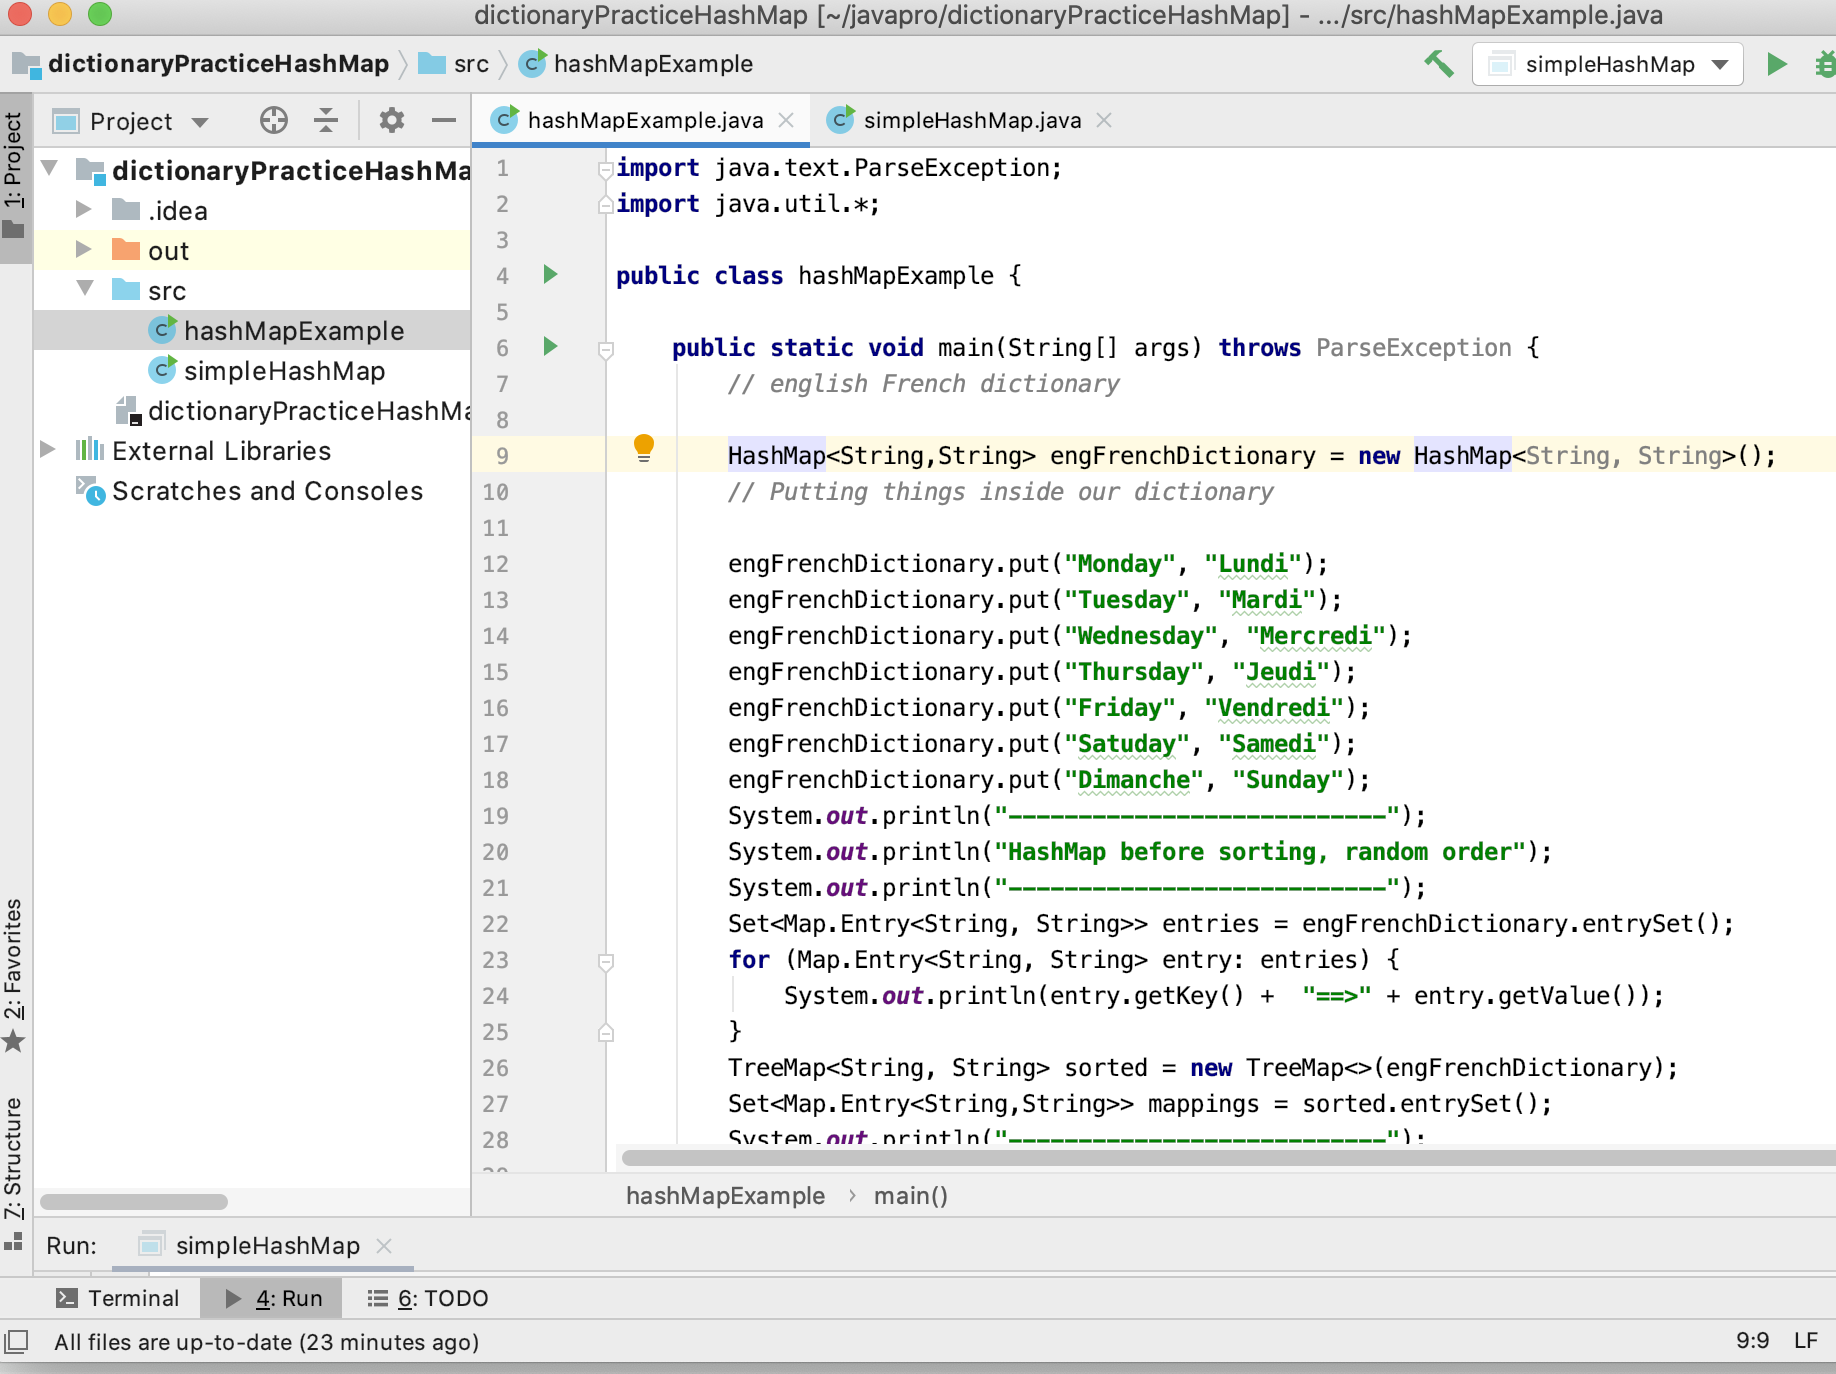 dictionaryPracticeHashMap [~/javapro/dictionaryPracticeHashMap] - .../src/hashMapExample.java
dictionaryPracticeHashMap src hashMapExample simpleHashMap
1: Project
Project
hashMapExample.java simpleHashMap.java
dictionaryPracticeHashMa
.idea
out
src
hashMapExample
simpleHashMap
dictionaryPracticeHashMa
External Libraries
Scratches and Consoles
2: Favorites
7: Structure
1 import java.text.ParseException;
2 import java.util.*;
3
4 public class hashMapExample {
5
6 public static void main(String[] args) throws ParseException {
7 // english French dictionary
8
9 HashMap<String,String> engFrenchDictionary = new HashMap<String, String>();
10 // Putting things inside our dictionary
11
12 engFrenchDictionary.put("Monday", "Lundi");
13 engFrenchDictionary.put("Tuesday", "Mardi");
14 engFrenchDictionary.put("Wednesday", "Mercredi");
15 engFrenchDictionary.put("Thursday", "Jeudi");
16 engFrenchDictionary.put("Friday", "Vendredi");
17 engFrenchDictionary.put("Satuday", "Samedi");
18 engFrenchDictionary.put("Dimanche", "Sunday");
19 System.out.println("---------------------------");
20 System.out.println("HashMap before sorting, random order");
21 System.out.println("---------------------------");
22 Set<Map.Entry<String, String>> entries = engFrenchDictionary.entrySet();
23 for (Map.Entry<String, String> entry: entries) {
24 System.out.println(entry.getKey() + "==>" + entry.getValue());
25 }
26 TreeMap<String, String> sorted = new TreeMap<>(engFrenchDictionary);
27 Set<Map.Entry<String,String>> mappings = sorted.entrySet();
28 System.out.println("---------------------------");
hashMapExample › main()
Run: simpleHashMap
Terminal 4: Run 6: TODO
All files are up-to-date (23 minutes ago) 9:9 LF